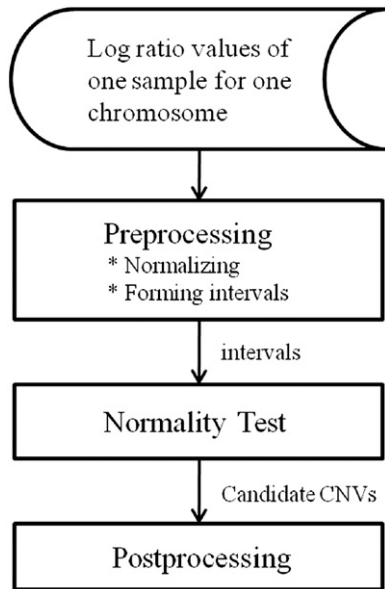 Log ratio values of
one sample for one
chromosome
Preprocessing
* Normalizing
* Forming intervals
intervals
Normality Test
Candidate CNVs
Postprocessing